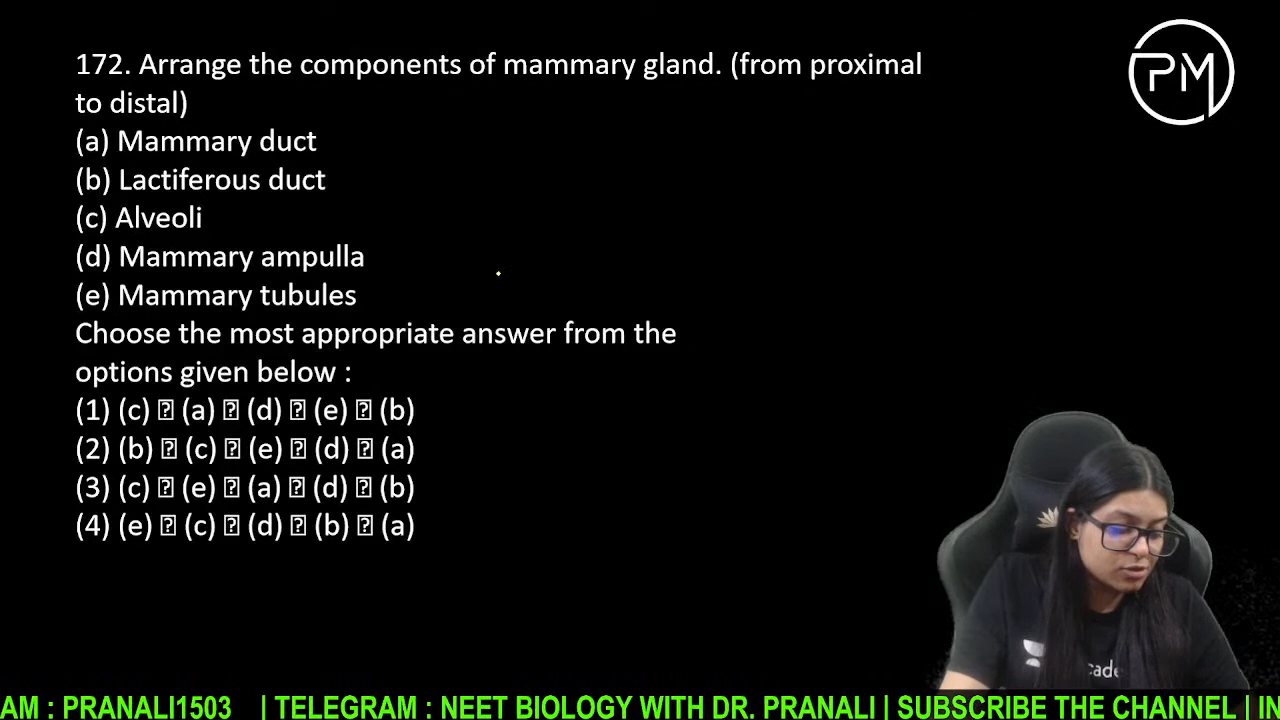 172. Arrange the components of mammary gland. (from proximal
to distal)
(a) Mammary duct
(b) Lactiferous duct
(c) Alveoli
(d) Mammary ampulla
(e) Mammary tubules
Choose the most appropriate answer from the
options given below :
(1) (c) ⍰ (a) ⍰ (d) ⍰ (e) ⍰ (b)
(2) (b) ⍰ (c) ⍰ (e) ⍰ (d) ⍰ (a)
(3) (c) ⍰ (e) ⍰ (a) ⍰ (d) ⍰ (b)
(4) (e) ⍰ (c) ⍰ (d) ⍰ (b) ⍰ (a)
PM
AM : PRANALI1503 | TELEGRAM : NEET BIOLOGY WITH DR. PRANALI | SUBSCRIBE THE CHANNEL | IN